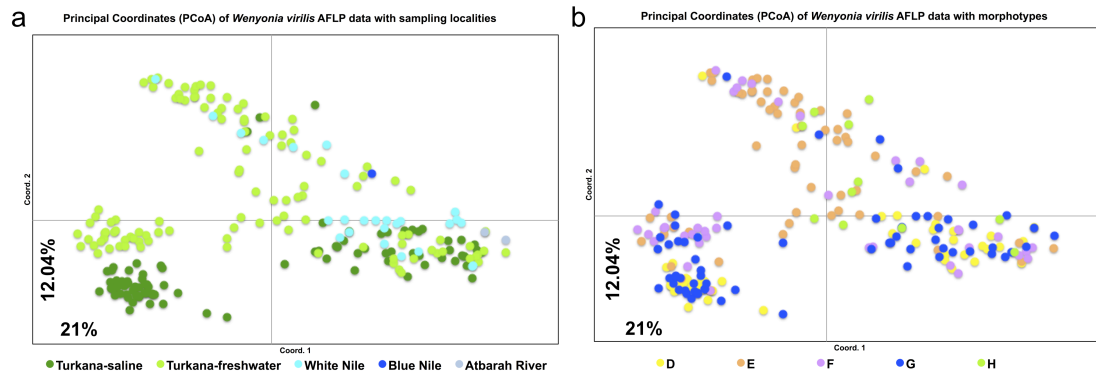 a
Principal Coordinates (PCoA) of Wenyonia virilis AFLP data with sampling localities
Coord. 2
12.04%
21%
Coord. 1
Turkana-saline Turkana-freshwater White Nile Blue Nile Atbarah River
b
Principal Coordinates (PCoA) of Wenyonia virilis AFLP data with morphotypes
Coord. 2
12.04%
21%
Coord. 1
D E F G H